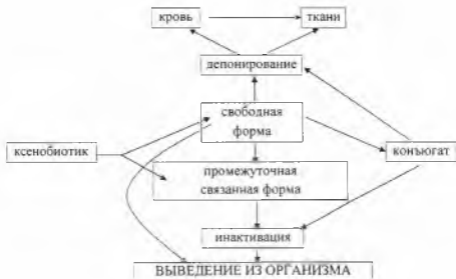 кровь
ткани
депонирование
свободная
форма
ксенобиотик
конъюгат
промежуточная
связанная форма
инактивация
ВЫВЕДЕНИЕ ИЗ ОРГАНИЗМА